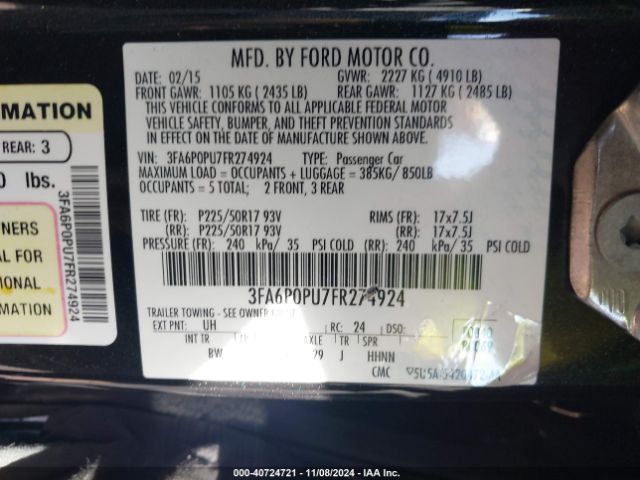 MFD. BY FORD MOTOR CO.
DATE: 02/15 GVWR: 2227 KG ( 4910 LB)
FRONT GAWR: 1105 KG ( 2435 LB) REAR GAWR: 1127 KG ( 2485 LB)
THIS VEHICLE CONFORMS TO ALL APPLICABLE FEDERAL MOTOR
VEHICLE SAFETY, BUMPER, AND THEFT PREVENTION STANDARDS
IN EFFECT ON THE DATE OF MANUFACTURE SHOWN ABOVE.
VIN: 3FA6P0PU7FR274924 TYPE: Passenger Car
MAXIMUM LOAD = OCCUPANTS + LUGGAGE = 385KG/ 850LB
OCCUPANTS = 5 TOTAL; 2 FRONT, 3 REAR
TIRE (FR): P225/50R17 93V RIMS (FR): 17x7.5J
(RR): P225/50R17 93V (RR): 17x7.5J
PRESSURE (FR): 240 kPa/ 35 PSI COLD (RR): 240 kPa/ 35 PSI COLD
3FA6P0PU7FR274924
TRAILER TOWING - SEE OWNER
EXT PNT: UH RC: 24 DSO:
INT TR AXLE TR SPR
BW 29 J HHNN
CMC
RMATION
REAR: 3
0 lbs.
WNERS
AL FOR
IONAL
3FA6P0PU7FR274924
000-40724721 - 11/08/2024 - IAA Inc.